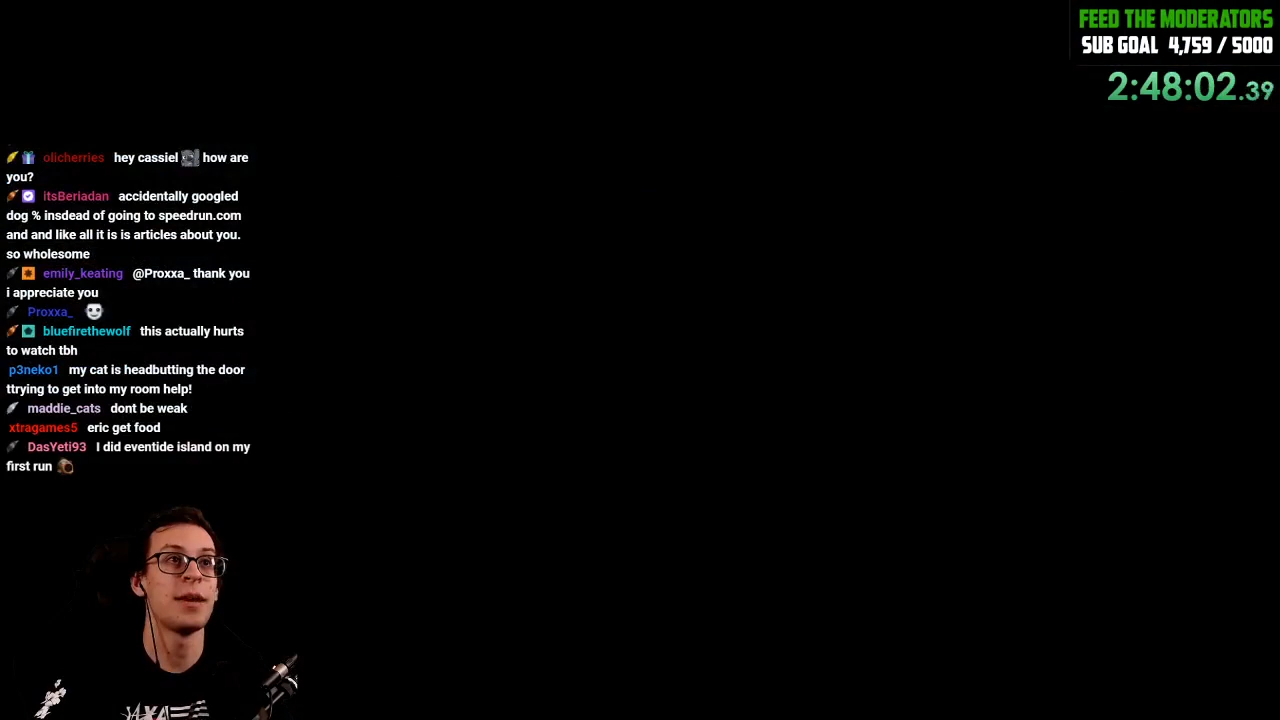 FEED THE MODERATORS
SUB GOAL 4,759 / 5000
2:48:02.39
olicherries hey cassiel how are
you?
itsBeriadan accidentally googled
dog % insdead of going to speedrun.com
and and like all it is is articles about you.
so wholesome
emily_keating @Proxxa_ thank you
i appreciate you
Proxxa_
bluefirethewolf this actually hurts
to watch tbh
p3neko1 my cat is headbutting the door
ttrying to get into my room help!
maddie_cats dont be weak
xtragames5 eric get food
DasYeti93 I did eventide island on my
first run